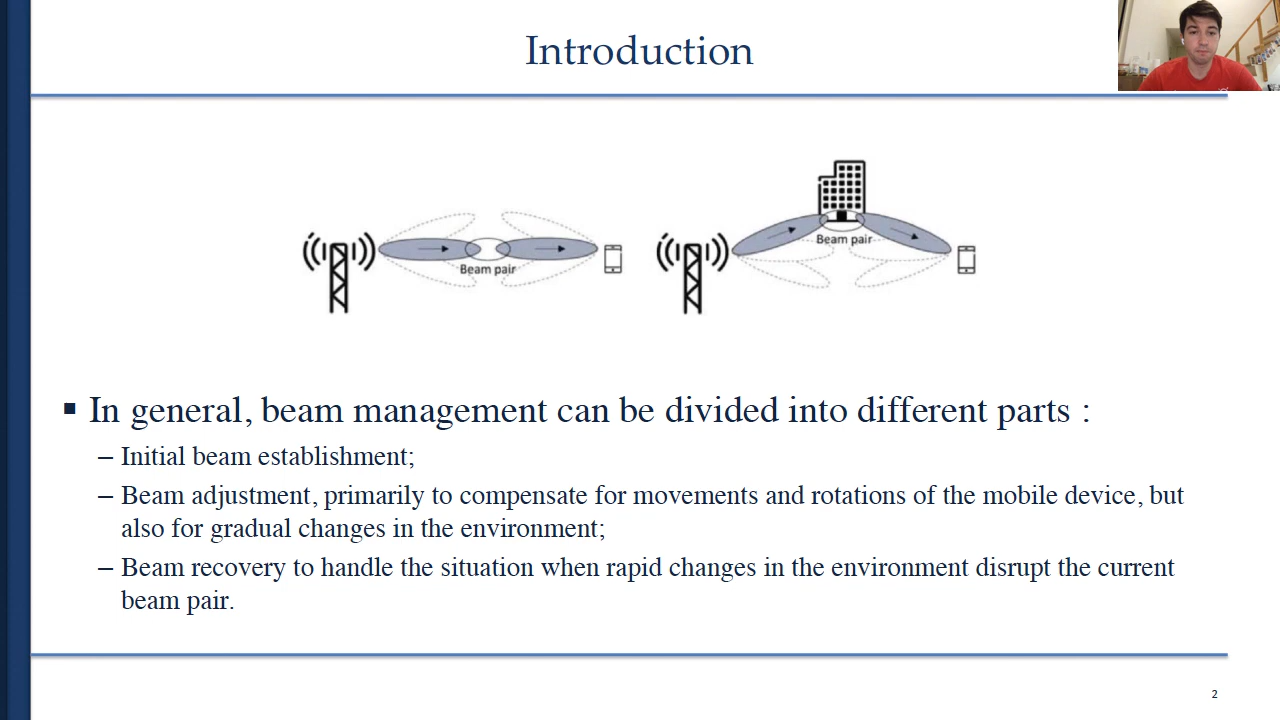 Introduction
Beam pair
Beam pair
▪ In general, beam management can be divided into different parts :
– Initial beam establishment;
– Beam adjustment, primarily to compensate for movements and rotations of the mobile device, but
also for gradual changes in the environment;
– Beam recovery to handle the situation when rapid changes in the environment disrupt the current
beam pair.
2